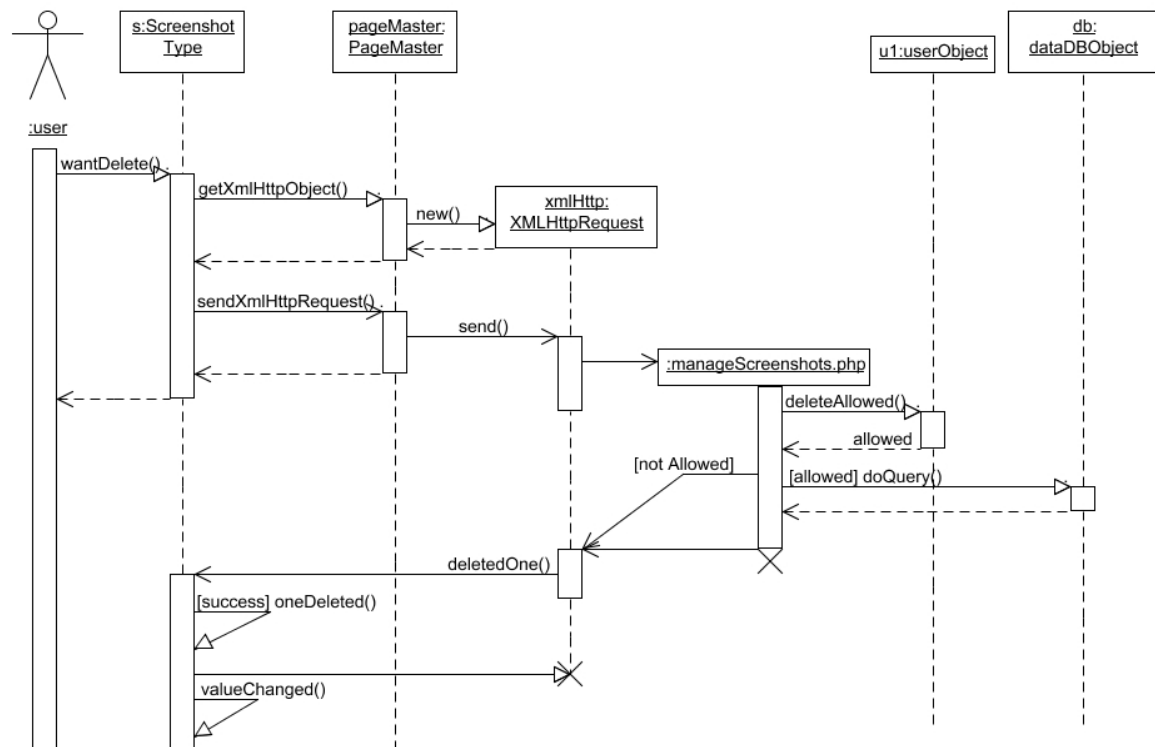 s:Screenshot
Type
pageMaster:
PageMaster
u1:userObject
db:
dataDBObject
:user
wantDelete()
getXmlHttpObject()
new()
xmlHttp:
XMLHttpRequest
sendXmlHttpRequest()
send()
:manageScreenshots.php
deleteAllowed()
allowed
[not Allowed]
[allowed] doQuery()
deletedOne()
[success] oneDeleted()
valueChanged()